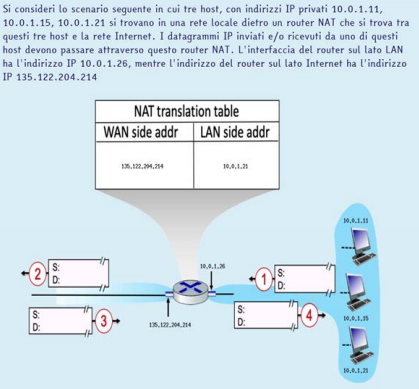 Si consideri lo scenario seguente in cui tre host, con indirizzi IP privati 10.0.1.11,
10.0.1.15, 10.0.1.21 si trovano in una rete locale dietro un router NAT che si trova tra
questi tre host e la rete Internet. I datagrammi IP inviati e/o ricevuti da uno di questi
host devono passare attraverso questo router NAT. L'interfaccia del router sul lato LAN
ha l'indirizzo IP 10.0.1.26, mentre l'indirizzo del router sul lato Internet ha l'indirizzo
IP 135.122.204.214
NAT translation table
WAN side addr LAN side addr
135.122.204.214 10.0.1.21
10.0.1.11
10.0.1.26
2 S:
D:
1 S:
D:
S:
D: 3
S:
D: 4
10.0.1.15
135.122.204.214
10.0.1.21